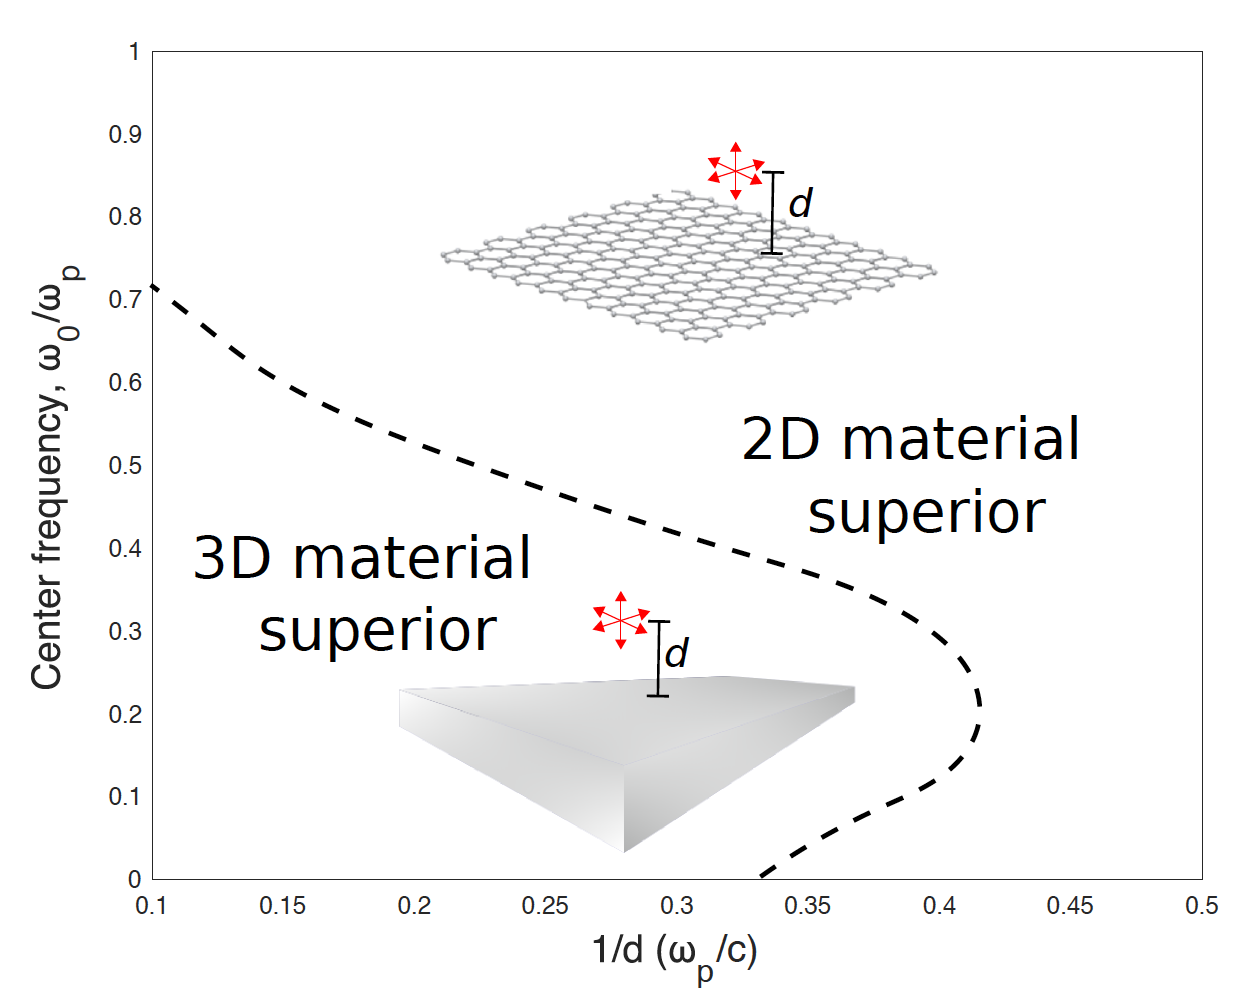 1
0.9
0.8
0.7
0.6
0.5
0.4
0.3
0.2
0.1
0
Center frequency, ω0/ωp
d
2D material
superior
3D material
superior
d
0.1 0.15 0.2 0.25 0.3 0.35 0.4 0.45 0.5
1/d (ωp/c)